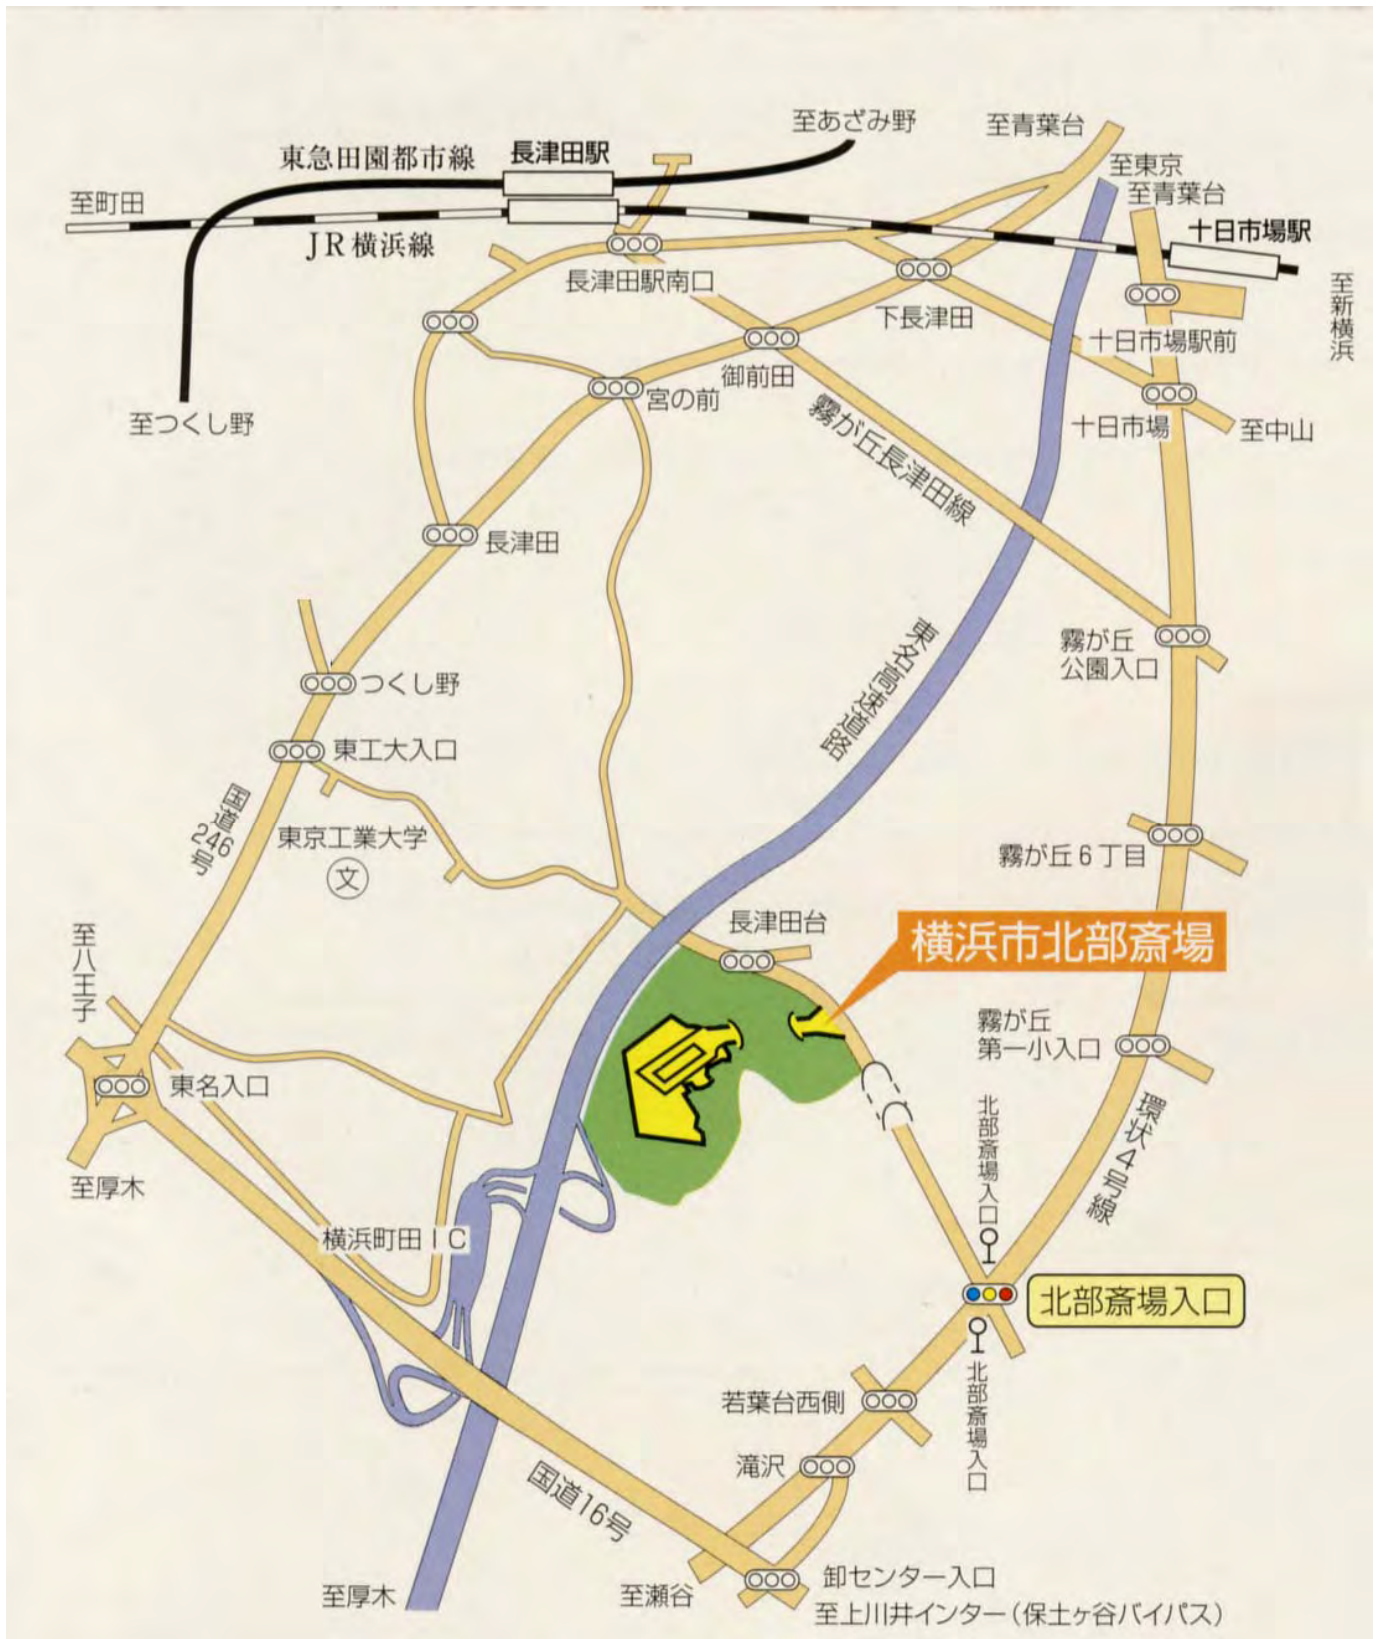 至あざみ野
至青葉台
東急田園都市線
長津田駅
至東京
至青葉台
至町田
JR横浜線
十日市場駅
長津田駅南口
至新横浜
下長津田
十日市場駅前
御前田
宮の前
至つくし野
霧が丘長津田線
十日市場
至中山
長津田
東名高速道路
霧が丘
公園入口
つくし野
東工大入口
国道
246
号
東京工業大学
文
霧が丘6丁目
至八王子
長津田台
横浜市北部斎場
霧が丘
第一小入口
東名入口
北部斎場入口
環状4号線
至厚木
横浜町田IC
北部斎場入口
北部斎場入口
若葉台西側
滝沢
国道16号
至厚木
至瀬谷
卸センター入口
至上川井インター(保土ヶ谷バイパス)